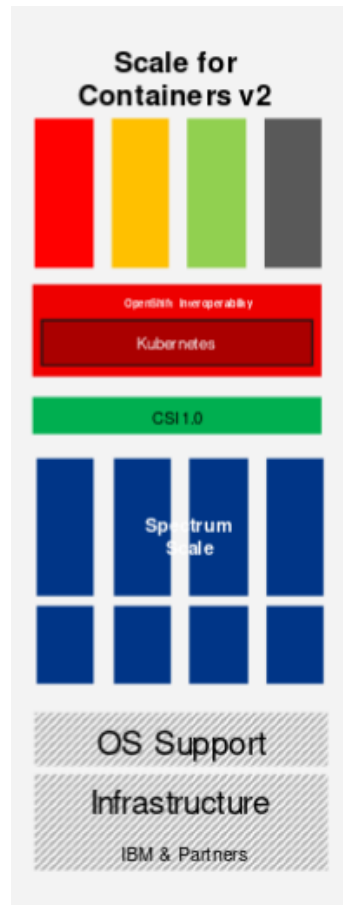 Scale for
Containers v2
OpenShift Interoperability
Kubernetes
CSI 1.0
Spectrum
Scale
OS Support
Infrastructure
IBM & Partners